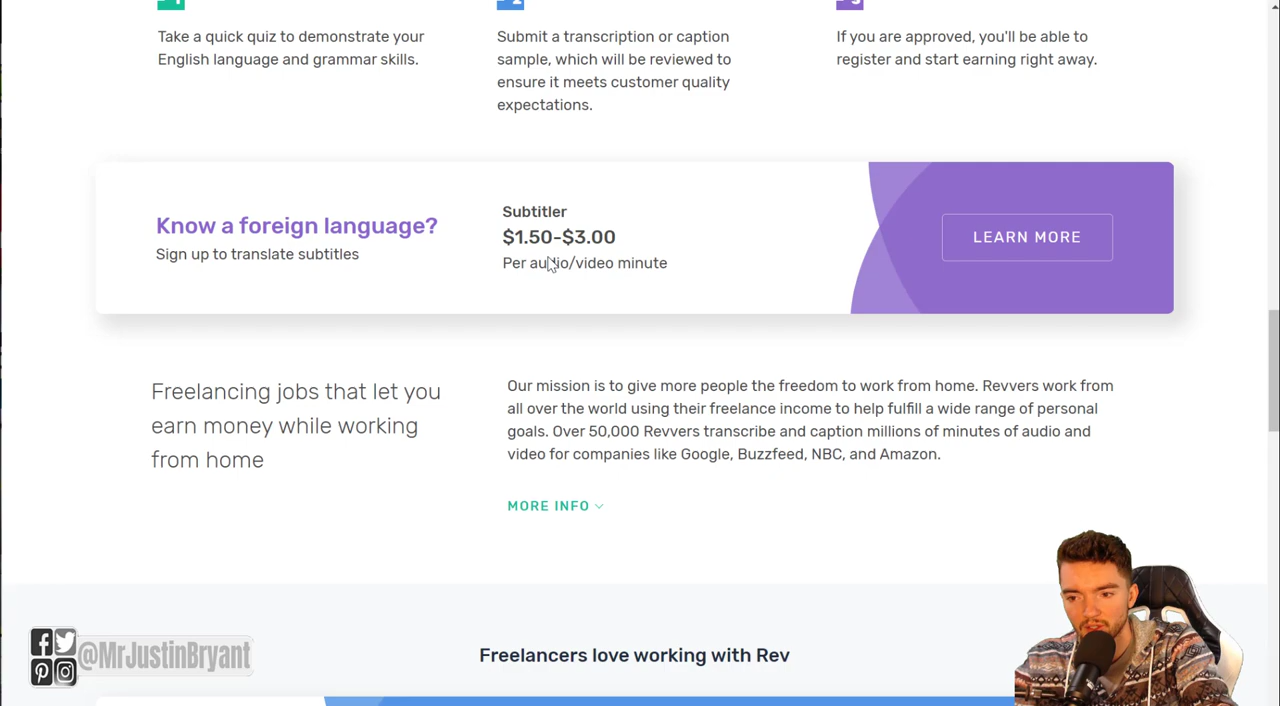 Take a quick quiz to demonstrate your
English language and grammar skills.
Submit a transcription or caption
sample, which will be reviewed to
ensure it meets customer quality
expectations.
If you are approved, you'll be able to
register and start earning right away.
Know a foreign language?
Sign up to translate subtitles
Subtitler
$1.50-$3.00
Per audio/video minute
LEARN MORE
Freelancing jobs that let you
earn money while working
from home
Our mission is to give more people the freedom to work from home. Revvers work from
all over the world using their freelance income to help fulfill a wide range of personal
goals. Over 50,000 Revvers transcribe and caption millions of minutes of audio and
video for companies like Google, Buzzfeed, NBC, and Amazon.
MORE INFO
@MrJustinBryant
Freelancers love working with Rev